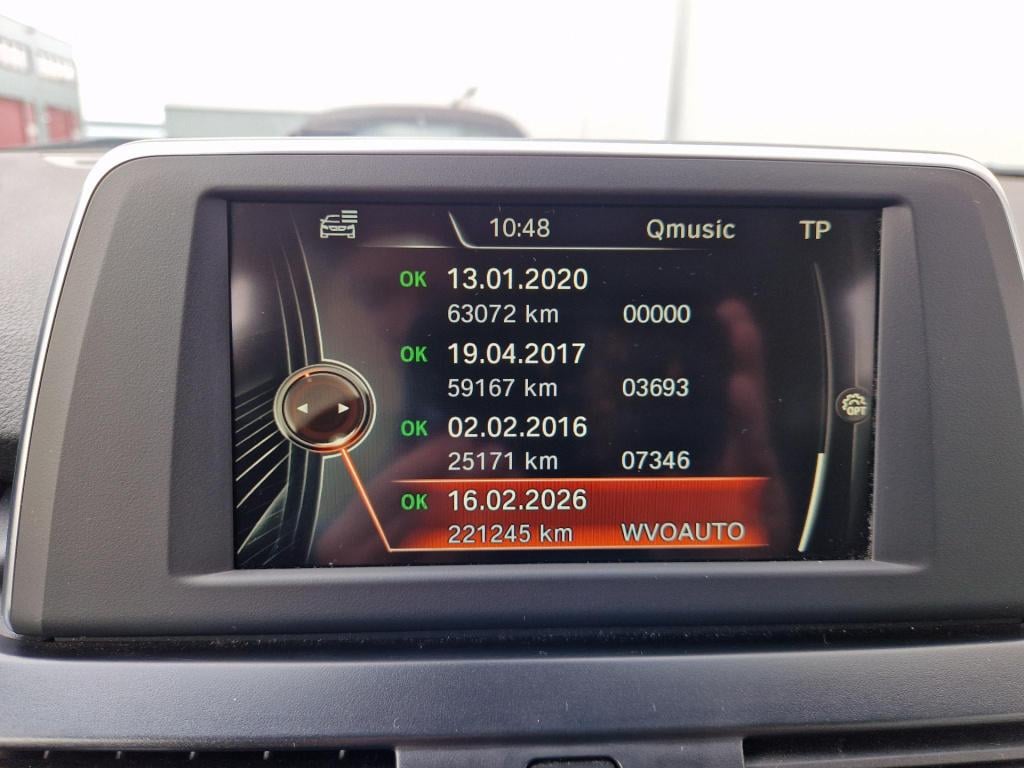 10:48 Qmusic TP
OK 13.01.2020
63072 km 00000
OK 19.04.2017
59167 km 03693
OPT
OK 02.02.2016
25171 km 07346
OK 16.02.2026
221245 km WVOAUTO